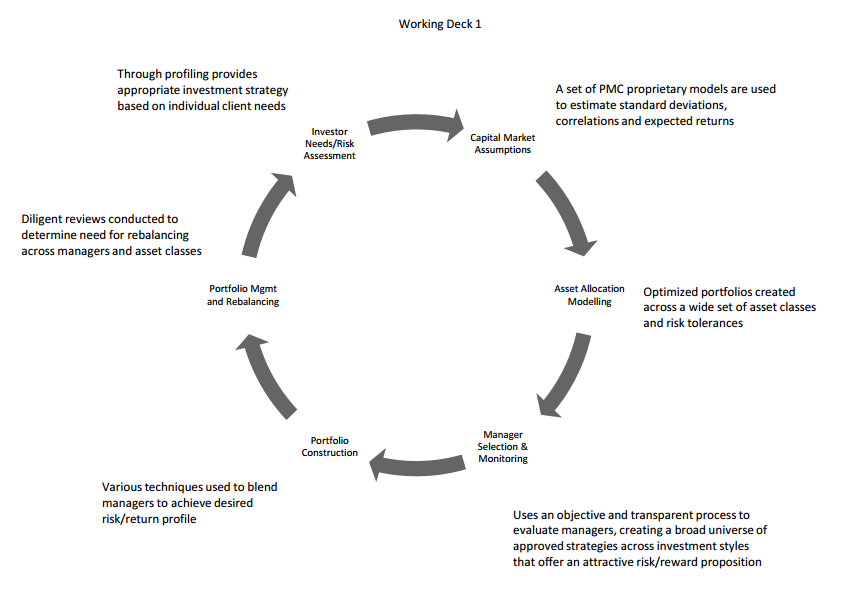 Working Deck 1
Through profiling provides
appropriate investment strategy
based on individual client needs
A set of PMC proprietary models are used
to estimate standard deviations,
correlations and expected returns
Investor
Needs/Risk
Assessment
Capital Market
Assumptions
Diligent reviews conducted to
determine need for rebalancing
across managers and asset classes
Portfolio Mgmt
and Rebalancing
Asset Allocation
Modelling
Optimized portfolios created
across a wide set of asset classes
and risk tolerances
Portfolio
Construction
Manager
Selection &
Monitoring
Various techniques used to blend
managers to achieve desired
risk/return profile
Uses an objective and transparent process to
evaluate managers, creating a broad universe of
approved strategies across investment styles
that offer an attractive risk/reward proposition